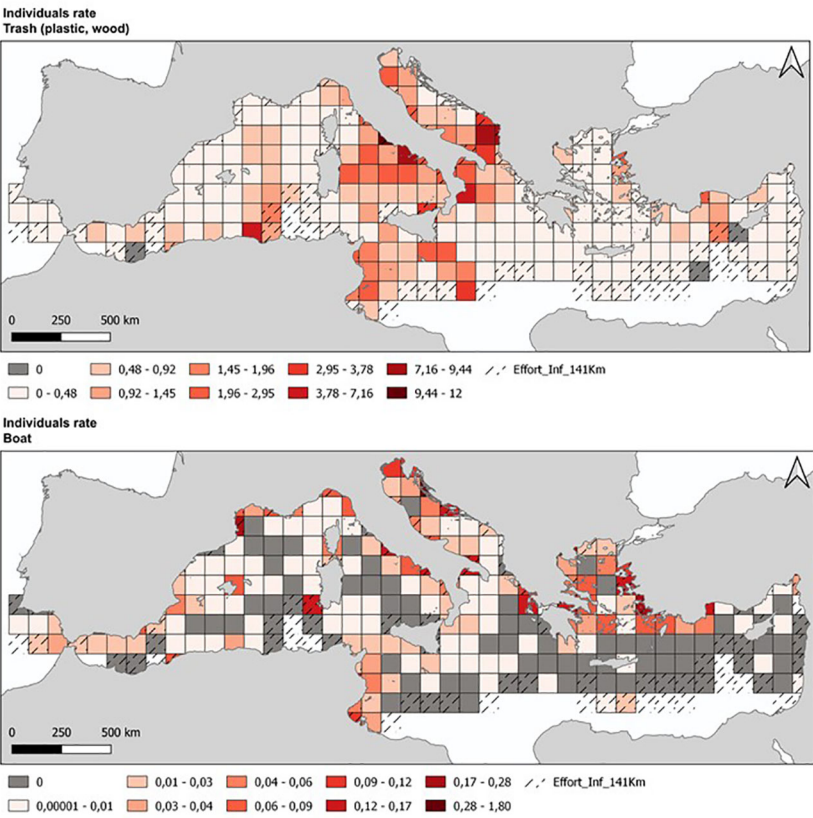 Individuals rate
Trash (plastic, wood)
0 250 500 km
0 0,48 - 0,92 1,45 - 1,96 2,95 - 3,78 7,16 - 9,44 Effort_Inf_141Km
0 - 0,48 0,92 - 1,45 1,96 - 2,95 3,78 - 7,16 9,44 - 12
Individuals rate
Boat
0 250 500 km
0 0,01 - 0,03 0,04 - 0,06 0,09 - 0,12 0,17 - 0,28 Effort_Inf_141Km
0,00001 - 0,01 0,03 - 0,04 0,06 - 0,09 0,12 - 0,17 0,28 - 1,80